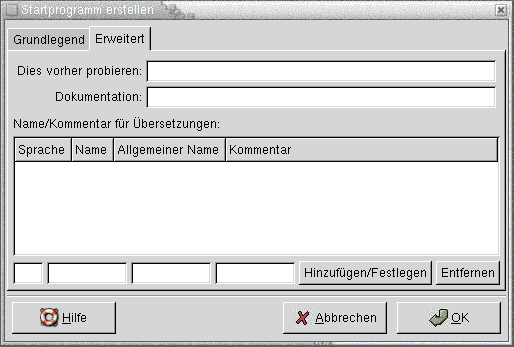 Startprogramm erstellen
Grundlegend Erweitert
Dies vorher probieren:
Dokumentation:
Name/Kommentar für Übersetzungen:
Sprache Name Allgemeiner Name Kommentar
Hinzufügen/Festlegen Entfernen
Hilfe Abbrechen OK